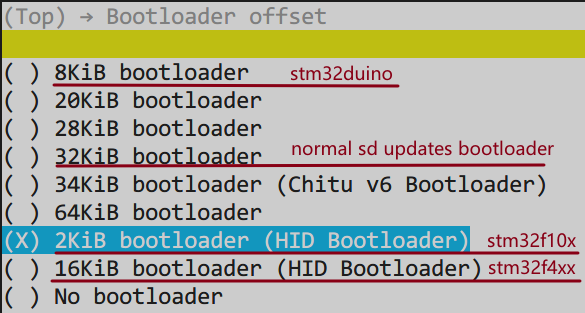 (Top) → Bootloader offset
( ) 8KiB bootloader stm32duino
( ) 20KiB bootloader
( ) 28KiB bootloader
( ) 32KiB bootloader normal sd updates bootloader
( ) 34KiB bootloader (Chitu v6 Bootloader)
( ) 64KiB bootloader
(X) 2KiB bootloader (HID Bootloader) stm32f10x
( ) 16KiB bootloader (HID Bootloader) stm32f4xx
( ) No bootloader